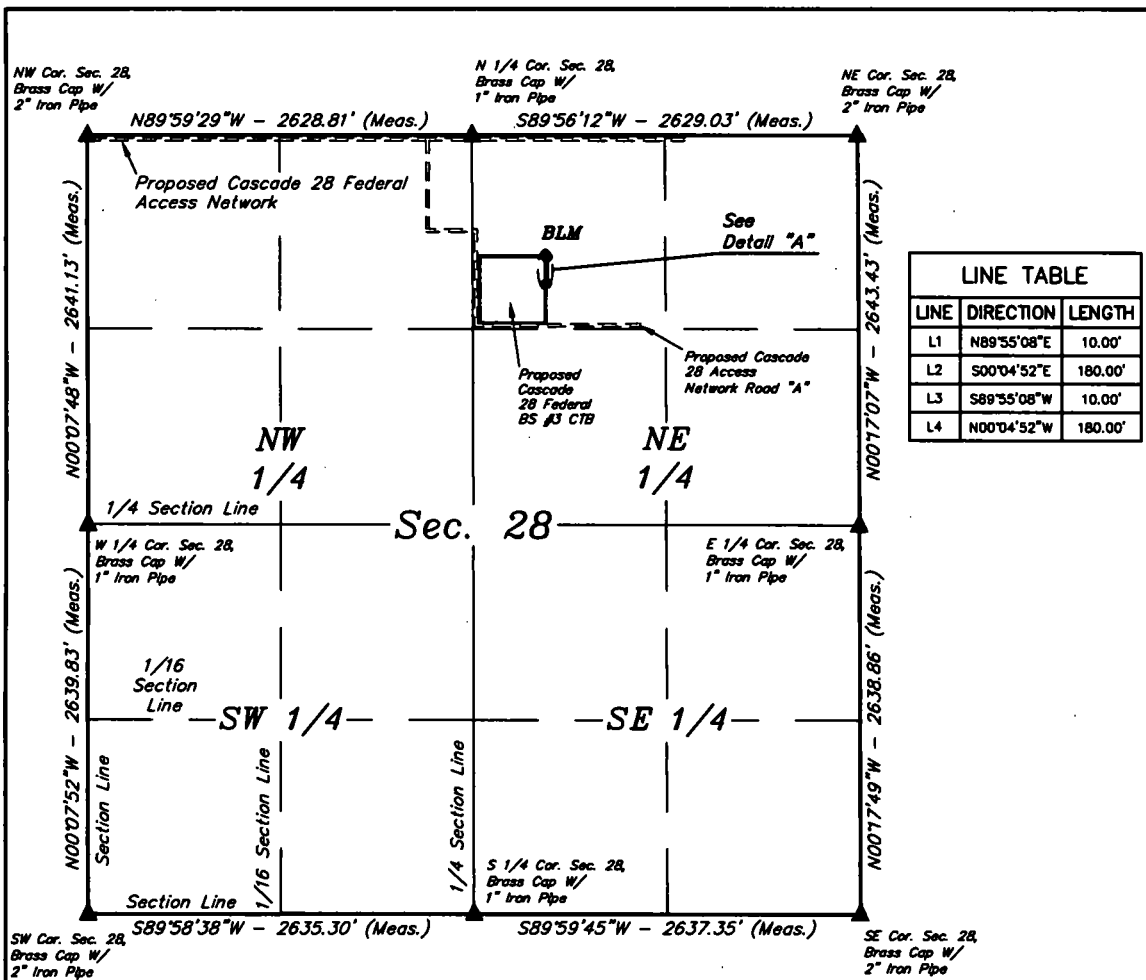 NW Cor. Sec. 28,
Brass Cap W/
2" Iron Pipe
N 1/4 Cor. Sec. 28,
Brass Cap W/
1" Iron Pipe
NE Cor. Sec. 28,
Brass Cap W/
2" Iron Pipe
N89°59'29"W - 2628.81' (Meas.)
S89°56'12"W - 2629.03' (Meas.)
Proposed Cascade 28 Federal
Access Network
See
Detail "A"
BLM
N00°07'48"W - 2641.13' (Meas.)
N00°17'07"W - 2643.43' (Meas.)
Proposed
Cascade
28 Federal
BS #3 CTB
Proposed Cascade
28 Access
Network Road "A"
LINE TABLE
LINE DIRECTION LENGTH
L1 N89°55'08"E 10.00'
L2 S00°04'52"E 180.00'
L3 S89°55'08"W 10.00'
L4 N00°04'52"W 180.00'
NW
1/4
NE
1/4
1/4 Section Line
Sec. 28
W 1/4 Cor. Sec. 28,
Brass Cap W/
1" Iron Pipe
E 1/4 Cor. Sec. 28,
Brass Cap W/
1" Iron Pipe
N00°07'52"W - 2639.83' (Meas.)
N00°17'49"W - 2638.86' (Meas.)
1/16
Section
Line
SW 1/4
SE 1/4
Section Line
1/16 Section Line
1/4 Section Line
S 1/4 Cor. Sec. 28,
Brass Cap W/
1" Iron Pipe
Section Line
S89°58'38"W - 2635.30' (Meas.)
S89°59'45"W - 2637.35' (Meas.)
SW Cor. Sec. 28,
Brass Cap W/
2" Iron Pipe
SE Cor. Sec. 28,
Brass Cap W/
2" Iron Pipe